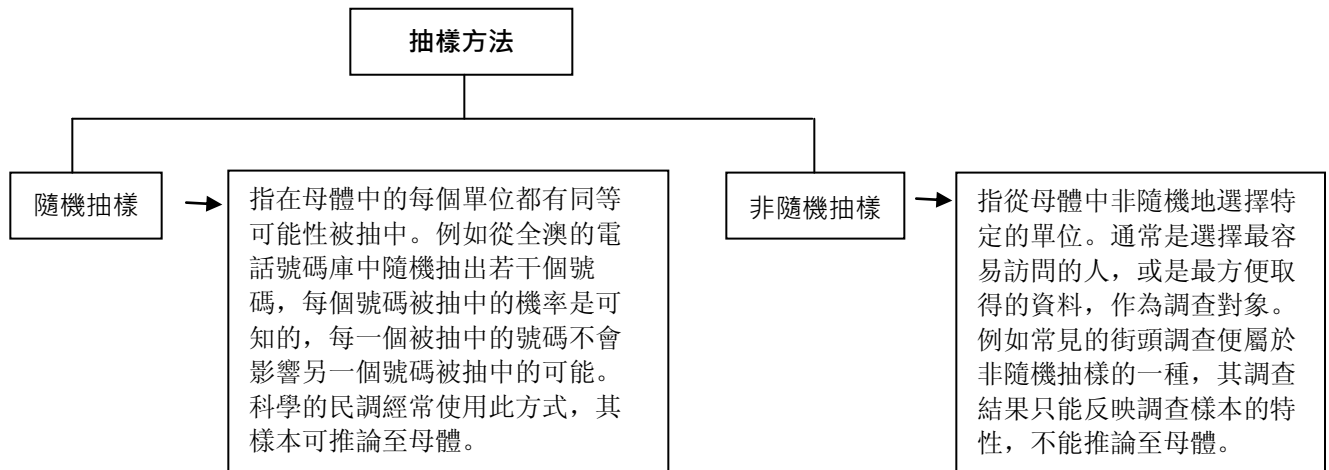 抽樣方法
隨機抽樣
指在母體中的每個單位都有同等
可能性被抽中。例如從全澳的電
話號碼庫中隨機抽出若干個號
碼，每個號碼被抽中的機率是可
知的，每一個被抽中的號碼不會
影響另一個號碼被抽中的可能。
科學的民調經常使用此方式，其
樣本可推論至母體。
非隨機抽樣
指從母體中非隨機地選擇特
定的單位。通常是選擇最容
易訪問的人，或是最方便取
得的資料，作為調查對象。
例如常見的街頭調查便屬於
非隨機抽樣的一種，其調查
結果只能反映調查樣本的特
性，不能推論至母體。